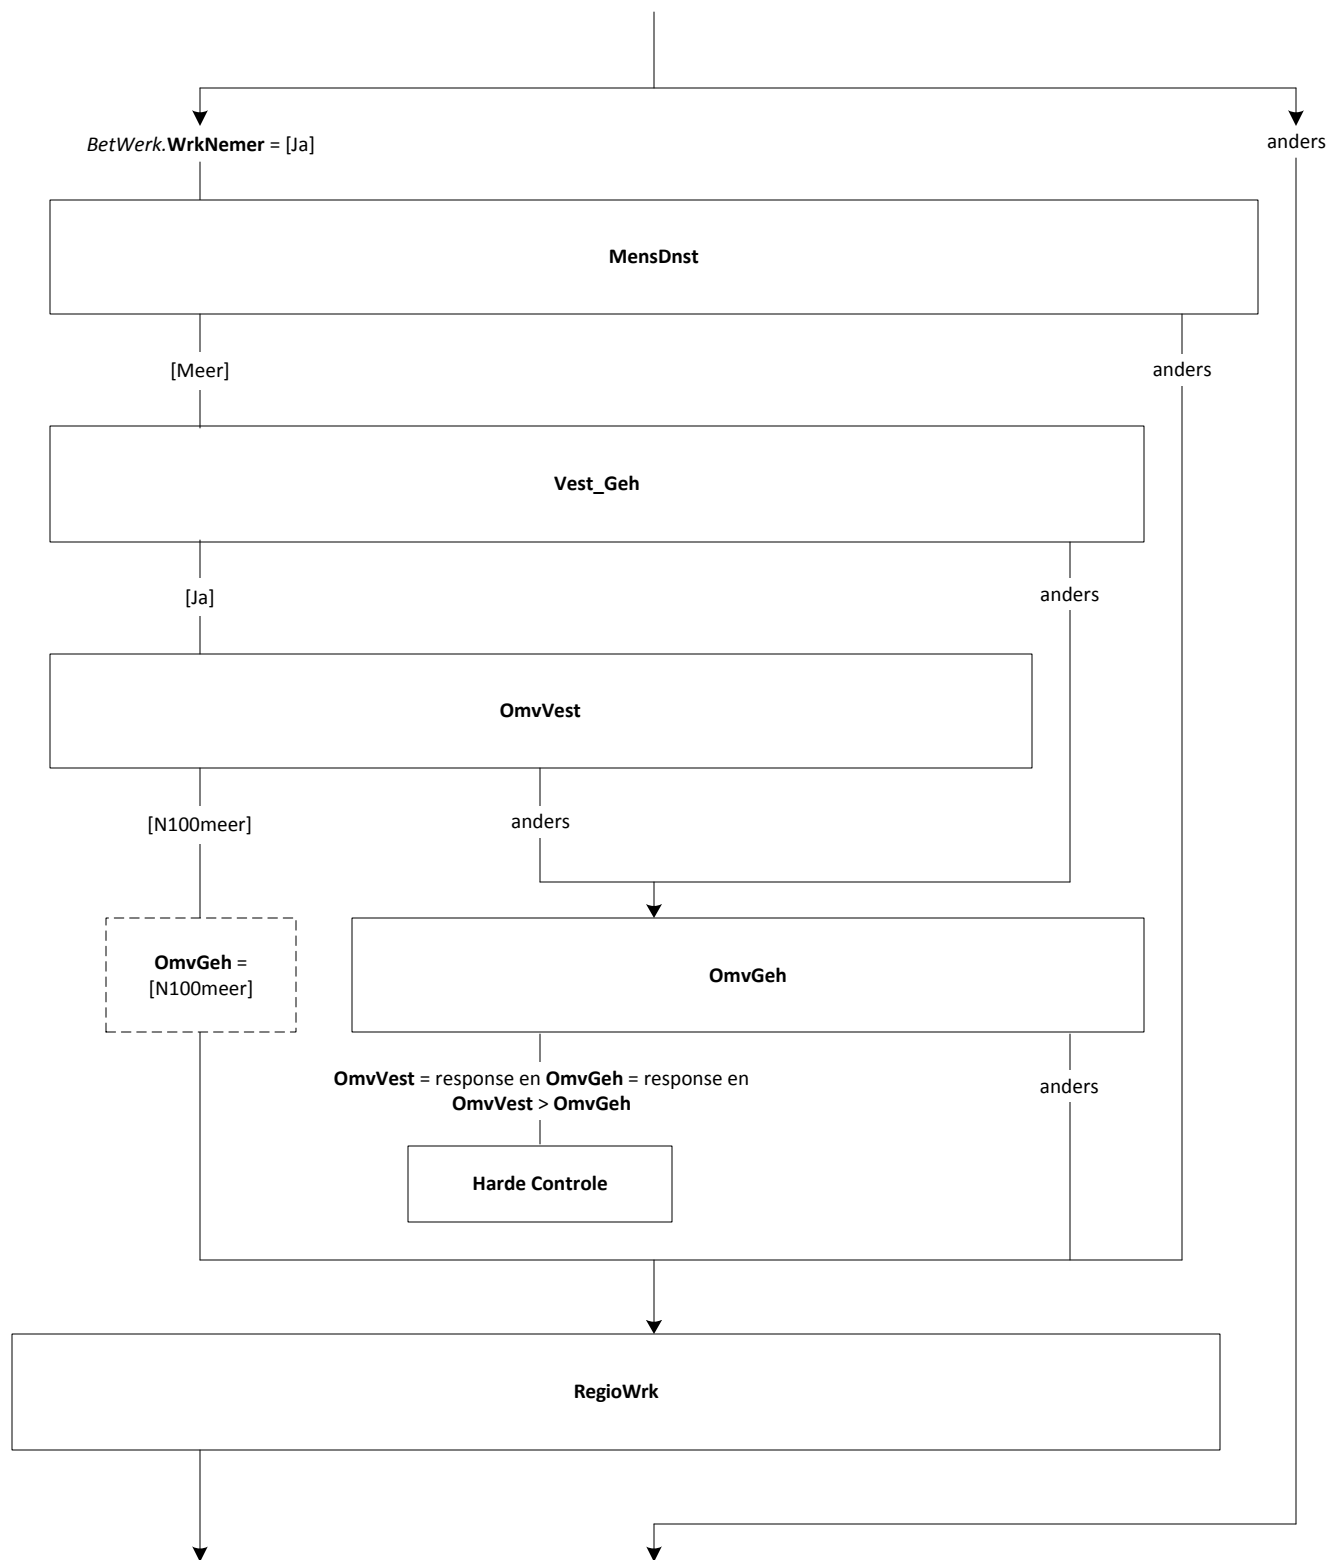 BetWerk.WrkNemer = [Ja]
anders
MensDnst
[Meer]
anders
Vest_Geh
[Ja]
anders
OmvVest
[N100meer]
anders
OmvGeh =
[N100meer]
OmvGeh
OmvVest = response en OmvGeh = response en
OmvVest > OmvGeh
anders
Harde Controle
RegioWrk